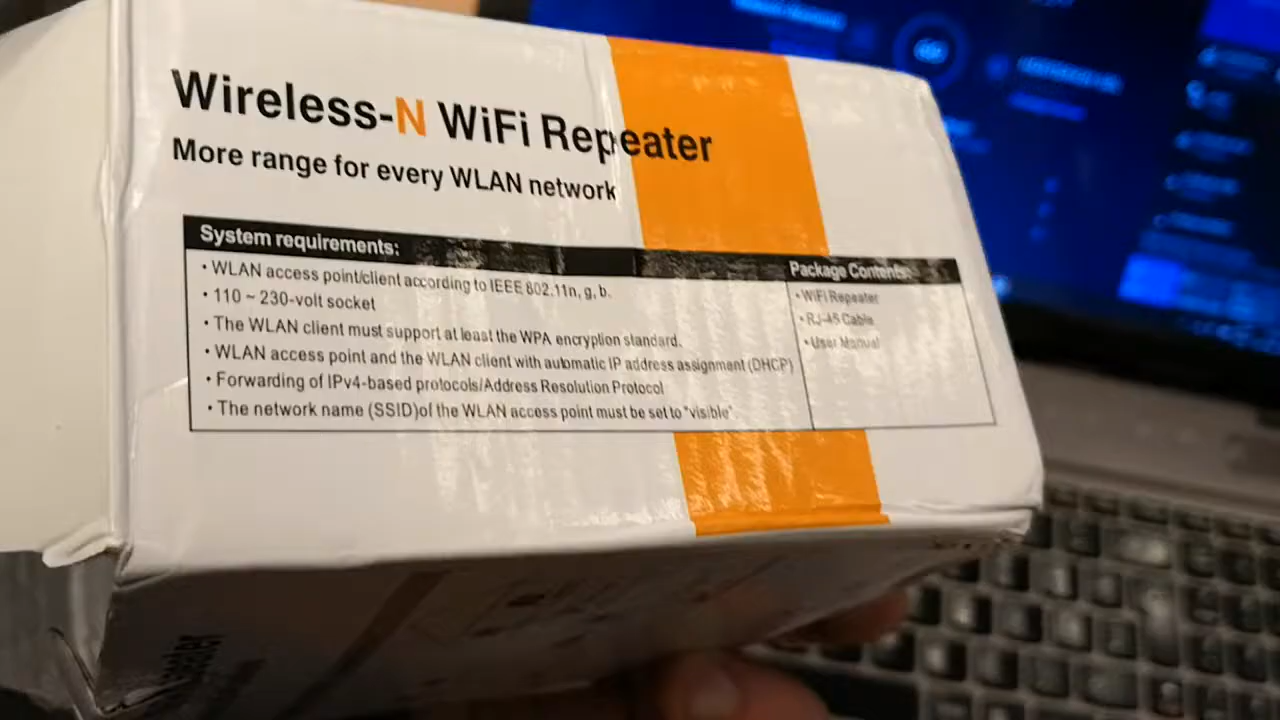 Wireless-N WiFi Repeater
More range for every WLAN network
System requirements:
• WLAN access point/client according to IEEE 802.11n, g, b.
• 110 ~ 230-volt socket
• The WLAN client must support at least the WPA encryption standard.
• WLAN access point and the WLAN client with automatic IP address assignment (DHCP)
• Forwarding of IPv4-based protocols/Address Resolution Protocol
• The network name (SSID)of the WLAN access point must be set to "visible".
Package Contents:
• WiFi Repeater
• RJ-45 Cable
• User Manual